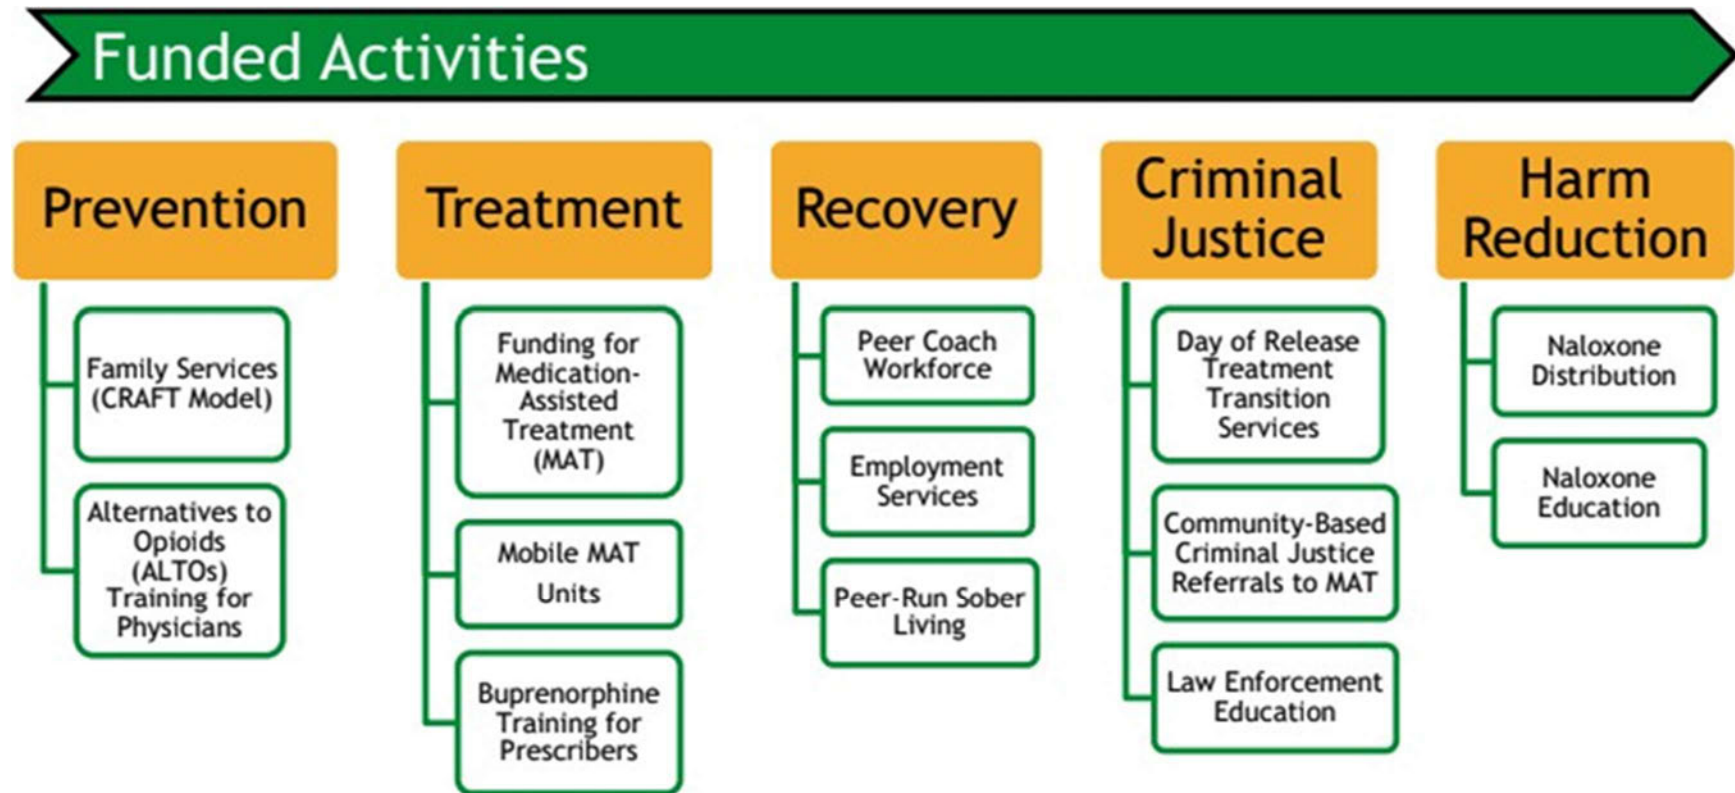 Funded Activities
Prevention
Family Services
(CRAFT Model)
Alternatives to
Opioids
(ALTOs)
Training for
Physicians
Treatment
Funding for
Medication-
Assisted
Treatment
(MAT)
Mobile MAT
Units
Buprenorphine
Training for
Prescribers
Recovery
Peer Coach
Workforce
Employment
Services
Peer-Run Sober
Living
Criminal
Justice
Day of Release
Treatment
Transition
Services
Community-Based
Criminal Justice
Referrals to MAT
Law Enforcement
Education
Harm
Reduction
Naloxone
Distribution
Naloxone
Education